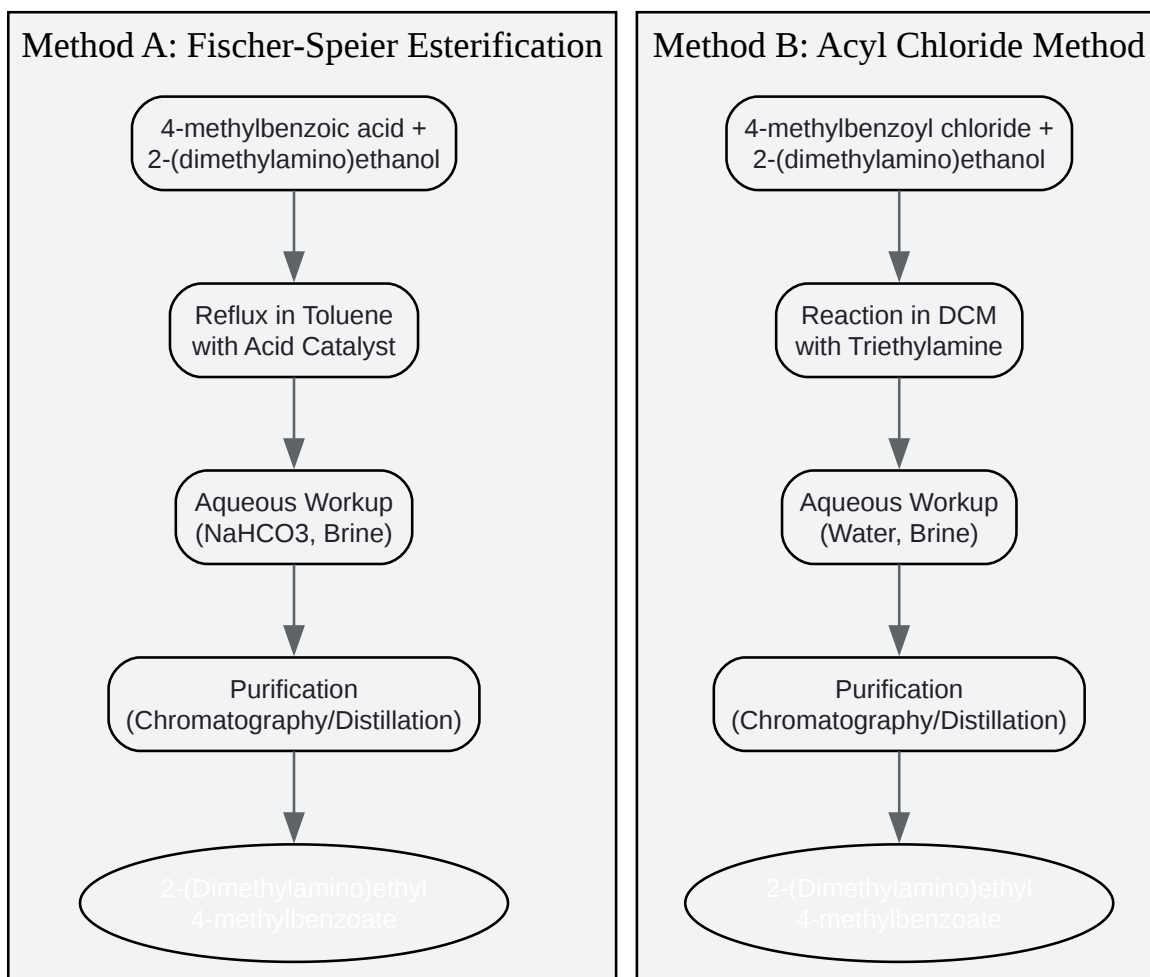 Method A: Fischer-Speier Esterification
4-methylbenzoic acid +
2-(dimethylamino)ethanol
Reflux in Toluene
with Acid Catalyst
Aqueous Workup
(NaHCO3, Brine)
Purification
(Chromatography/Distillation)
2-(Dimethylamino)ethyl
4-methylbenzoate
Method B: Acyl Chloride Method
4-methylbenzoyl chloride +
2-(dimethylamino)ethanol
Reaction in DCM
with Triethylamine
Aqueous Workup
(Water, Brine)
Purification
(Chromatography/Distillation)
2-(Dimethylamino)ethyl
4-methylbenzoate